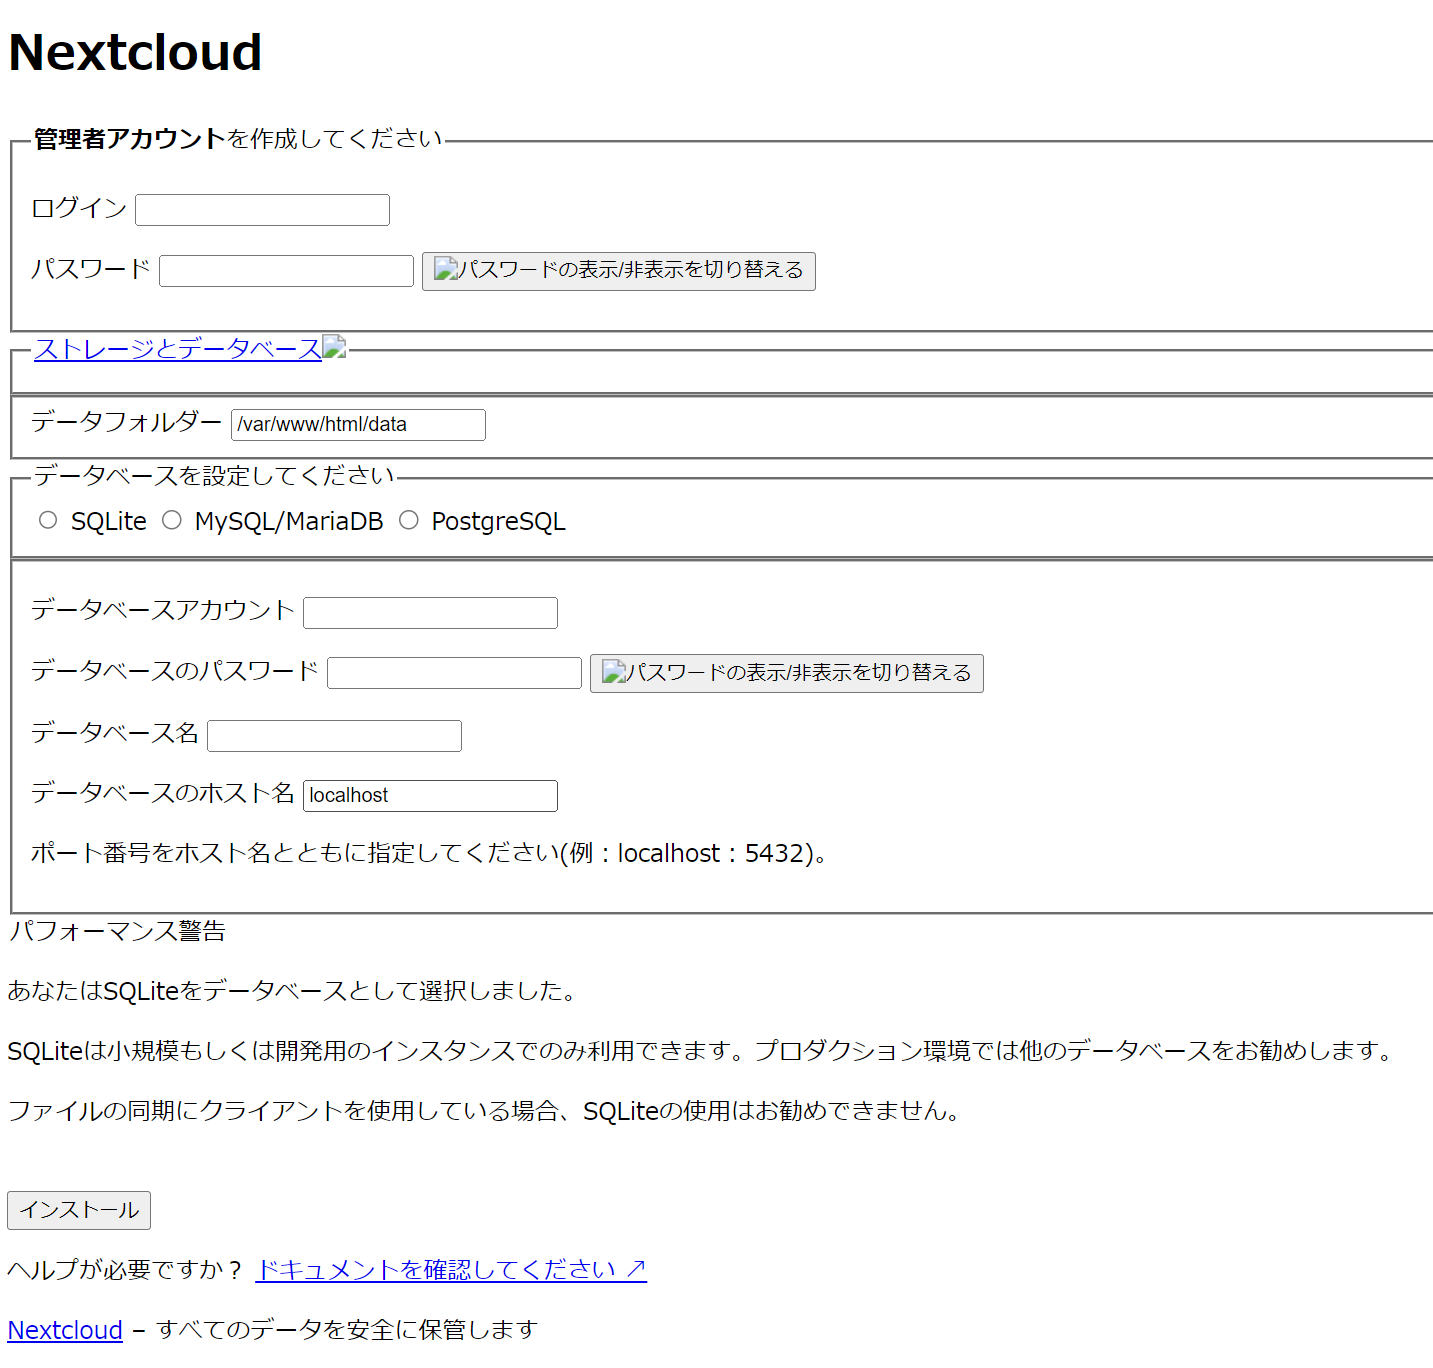 Nextcloud
管理者アカウントを作成してください
ログイン
パスワード パスワードの表示/非表示を切り替える
ストレージとデータベース
データフォルダー /var/www/html/data
データベースを設定してください
SQLite MySQL/MariaDB PostgreSQL
データベースアカウント
データベースのパスワード パスワードの表示/非表示を切り替える
データベース名
データベースのホスト名 localhost
ポート番号をホスト名とともに指定してください(例：localhost：5432)。
パフォーマンス警告
あなたはSQLiteをデータベースとして選択しました。
SQLiteは小規模もしくは開発用のインスタンスでのみ利用できます。プロダクション環境では他のデータベースをお勧めします。
ファイルの同期にクライアントを使用している場合、SQLiteの使用はお勧めできません。
インストール
ヘルプが必要ですか？ ドキュメントを確認してください ↗
Nextcloud – すべてのデータを安全に保管します